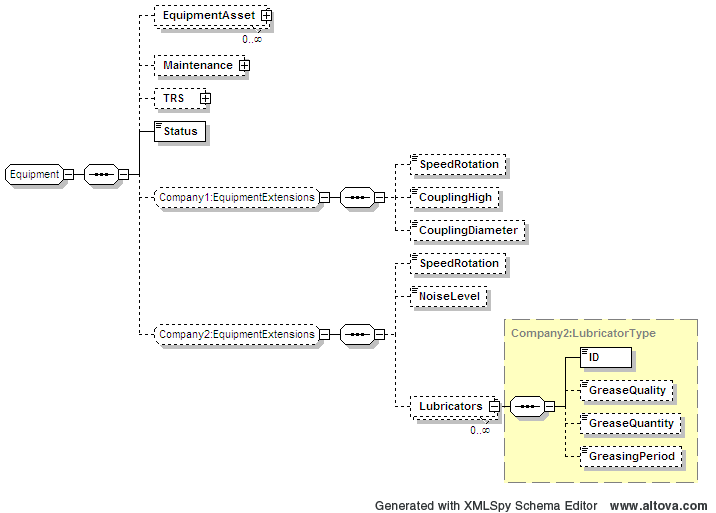 EquipmentAsset
0..∞
Maintenance
TRS
Status
Equipment
SpeedRotation
Company1:EquipmentExtensions
CouplingHigh
CouplingDiameter
SpeedRotation
NoiseLevel
Company2:EquipmentExtensions
Company2:LubricatorType
ID
GreaseQuality
Lubricators
0..∞
GreaseQuantity
GreasingPeriod
Generated with XMLSpy Schema Editor www.altova.com